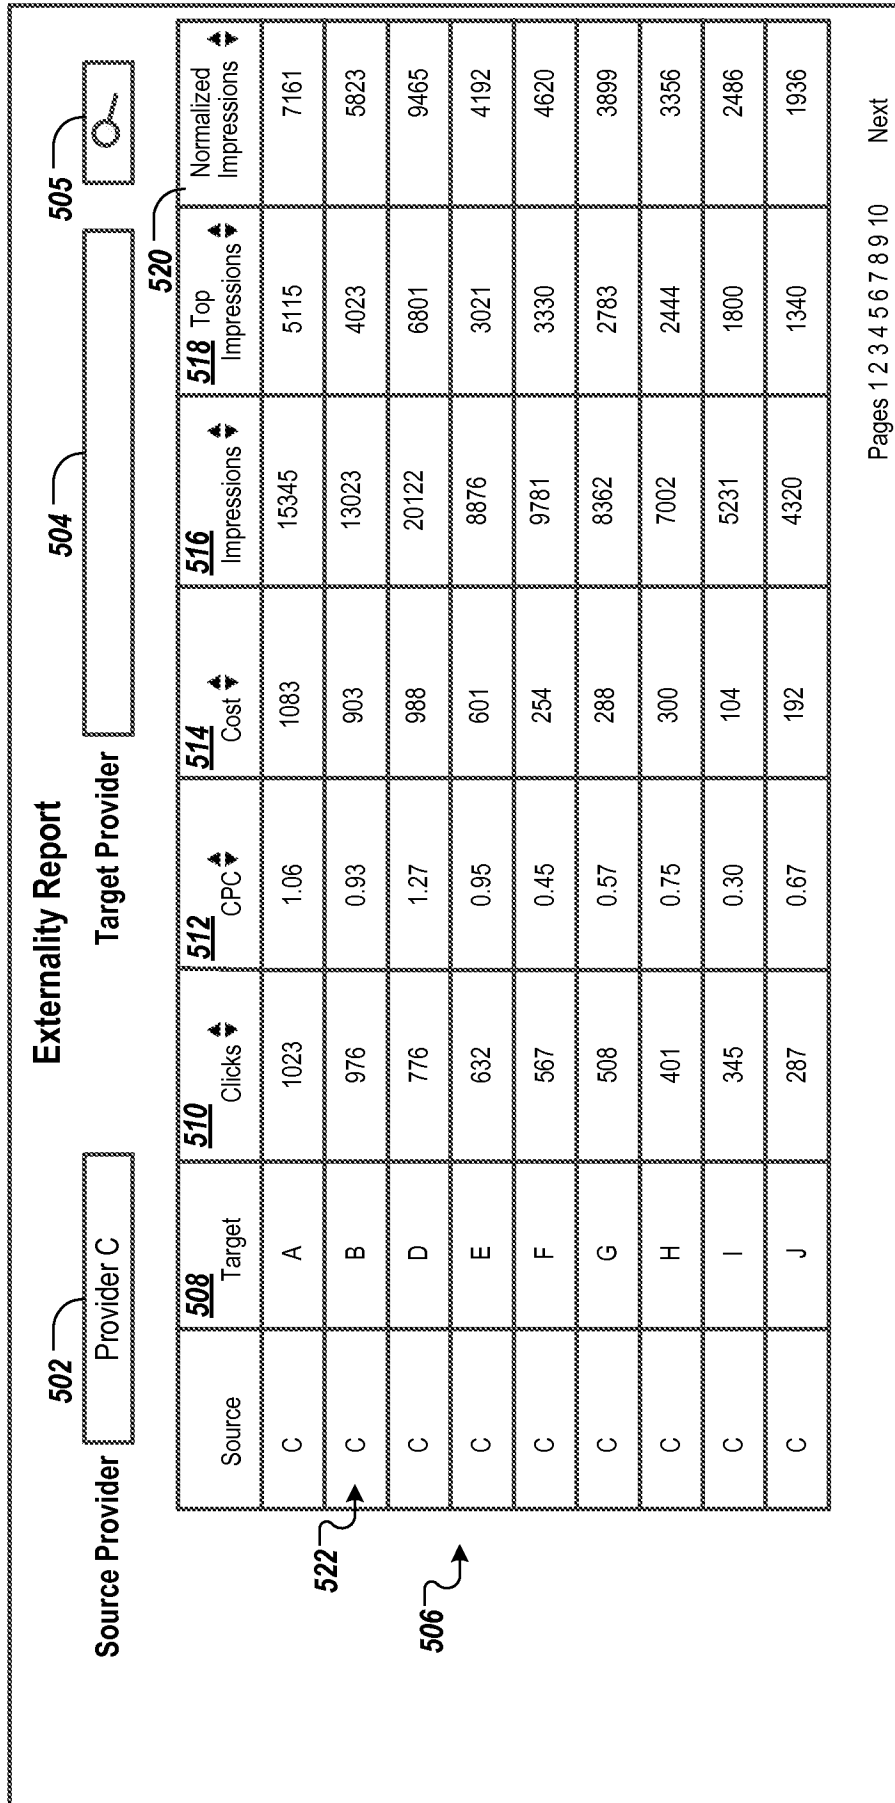 Externality Report
502
504
505
Source Provider Provider C Target Provider
520
508 510 512 514 516 518
Source Target Clicks CPC Cost Impressions Top Impressions Normalized Impressions
C A 1023 1.06 1083 15345 5115 7161
C B 976 0.93 903 13023 4023 5823
C D 776 1.27 988 20122 6801 9465
C E 632 0.95 601 8876 3021 4192
C F 567 0.45 254 9781 3330 4620
C G 508 0.57 288 8362 2783 3899
C H 401 0.75 300 7002 2444 3356
C I 345 0.30 104 5231 1800 2486
C J 287 0.67 192 4320 1340 1936
522
506
Pages 1 2 3 4 5 6 7 8 9 10 Next